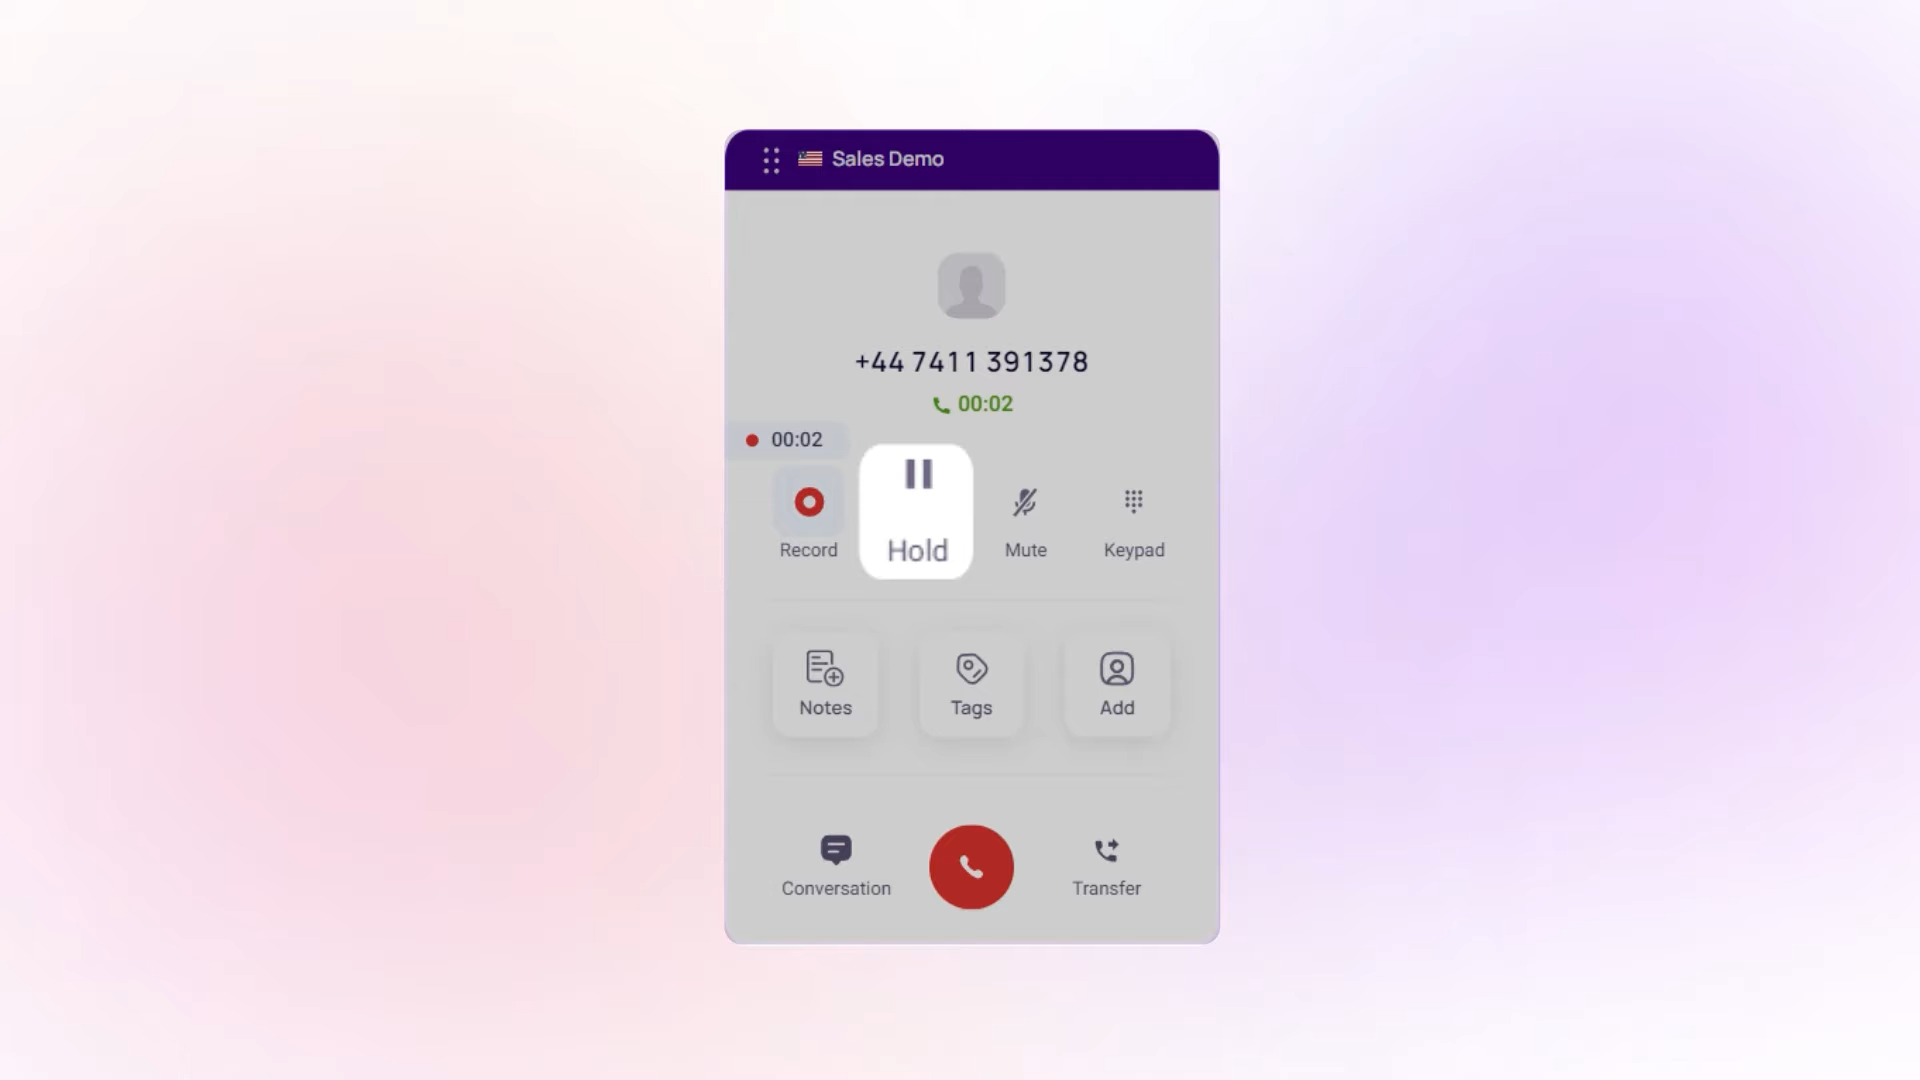 Sales Demo
+44 7411 391378
00:02
00:02
Record
Hold
Mute
Keypad
Notes
Tags
Add
Conversation
Transfer